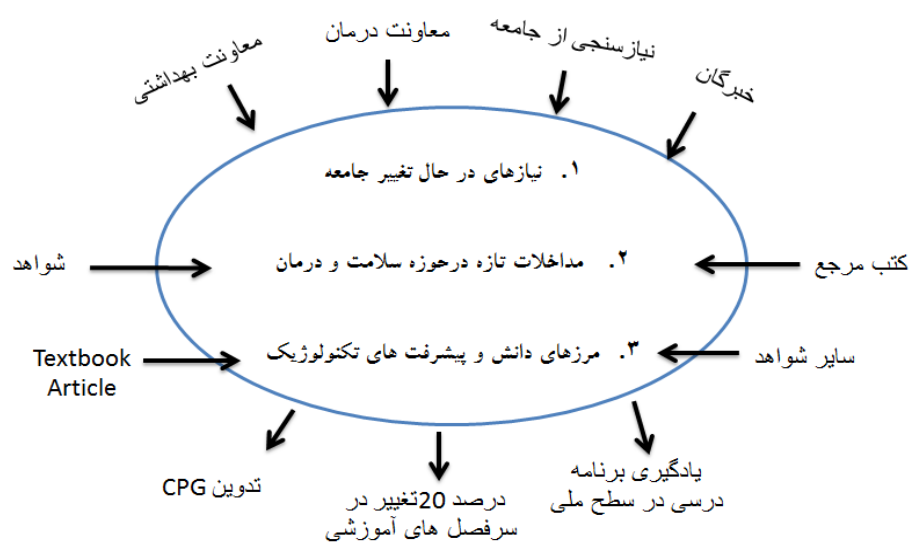 معاونت بهداشتی
معاونت درمان
نیازسنجی از جامعه
خبرگان
۱. نیازهای در حال تغییر جامعه
شواهد
۲. مداخلات تازه درحوزه سلامت و درمان
کتب مرجع
Textbook
Article
۳. مرزهای دانش و پیشرفت های تکنولوژیک
سایر شواهد
تدوین CPG
درصد 20تغییر در
سرفصل های آموزشی
یادگیری برنامه
درسی در سطح ملی